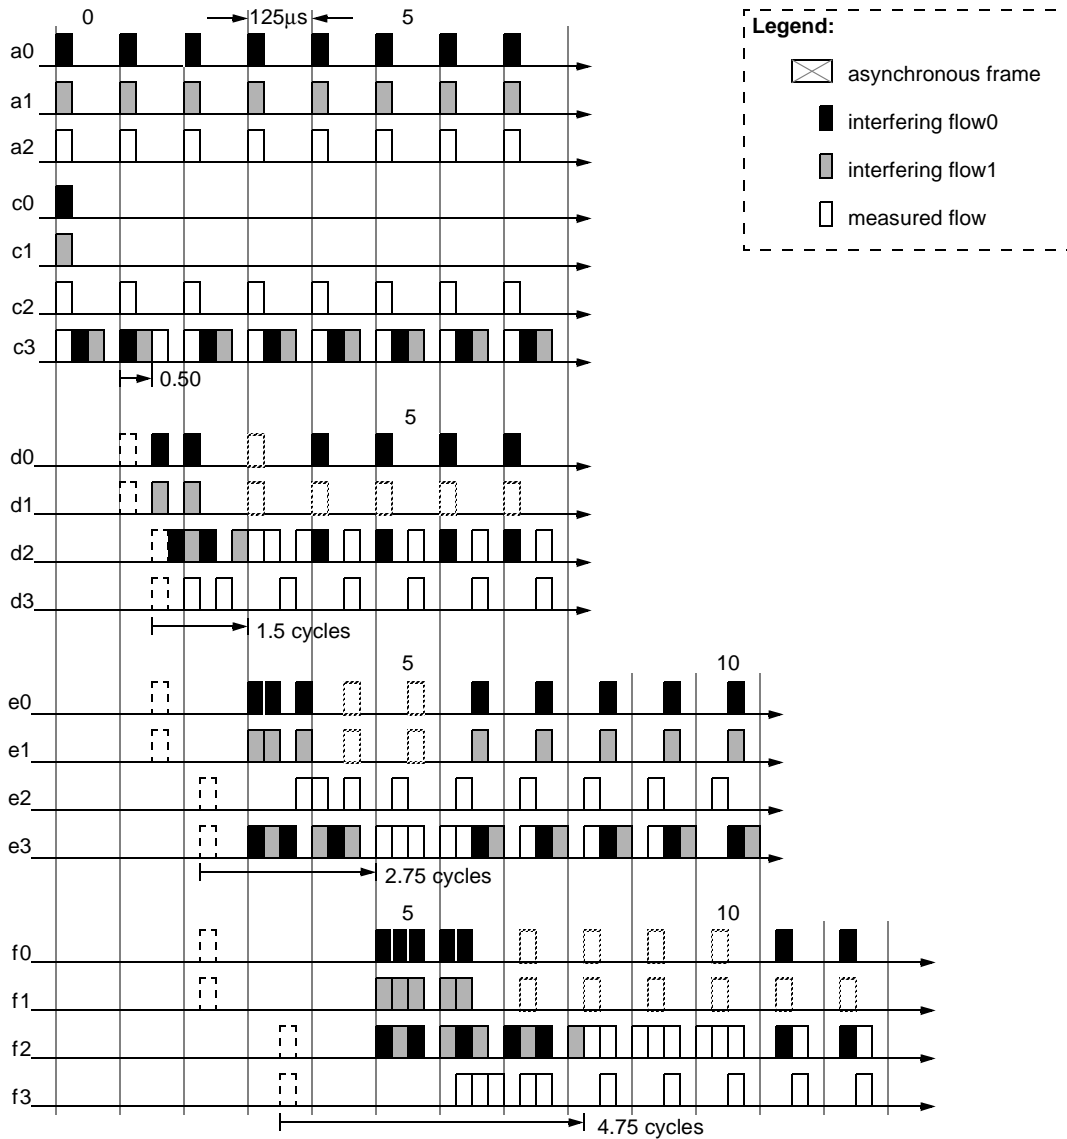 0
125μs
5
Legend:
asynchronous frame
interfering flow0
interfering flow1
measured flow
a0
a1
a2
c0
c1
c2
c3
0.50
5
d0
d1
d2
d3
1.5 cycles
5
10
e0
e1
e2
e3
2.75 cycles
5
10
f0
f1
f2
f3
4.75 cycles